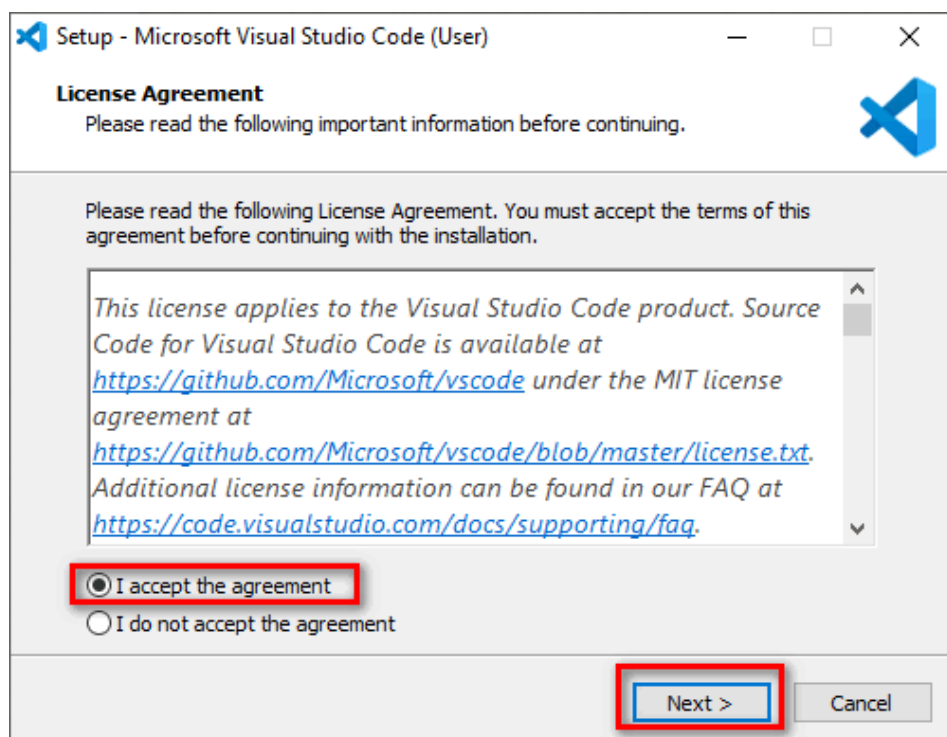 Setup - Microsoft Visual Studio Code (User)
License Agreement
Please read the following important information before continuing.
Please read the following License Agreement. You must accept the terms of this
agreement before continuing with the installation.
This license applies to the Visual Studio Code product. Source
Code for Visual Studio Code is available at
https://github.com/Microsoft/vscode under the MIT license
agreement at
https://github.com/Microsoft/vscode/blob/master/license.txt.
Additional license information can be found in our FAQ at
https://code.visualstudio.com/docs/supporting/faq.
I accept the agreement
I do not accept the agreement
Next >
Cancel